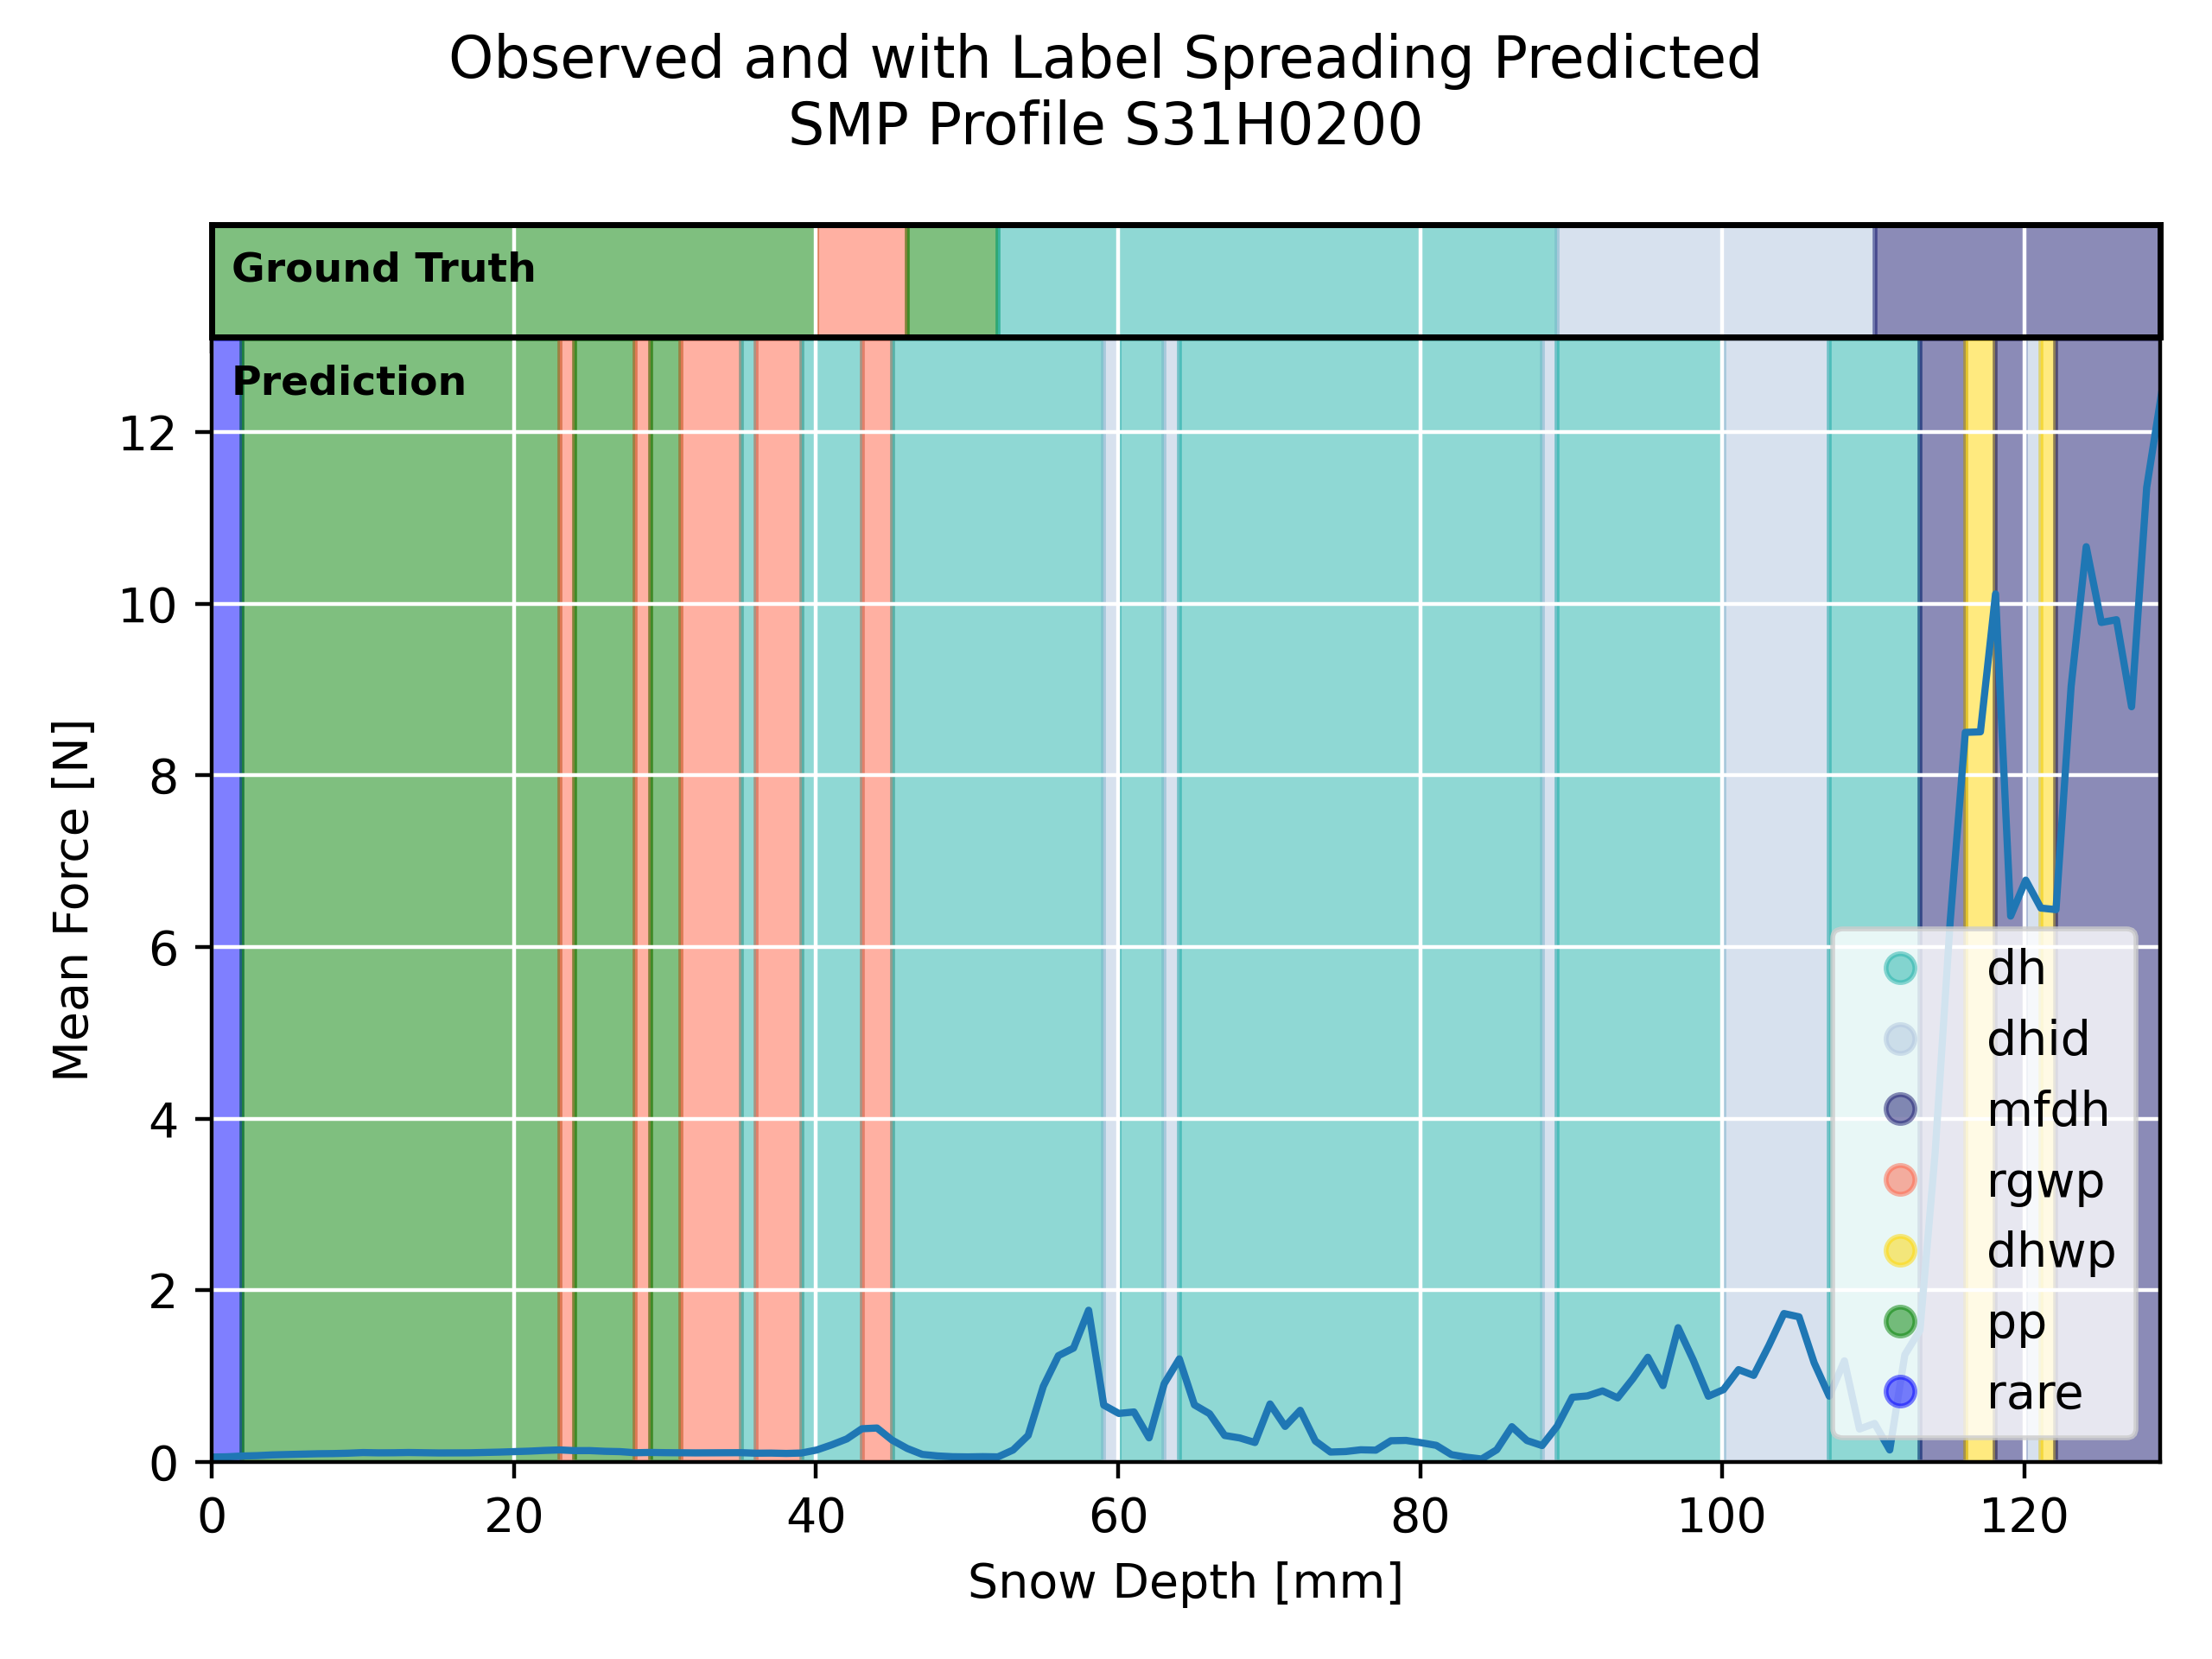 Observed and with Label Spreading Predicted
SMP Profile S31H0200
Ground Truth
Prediction
12
10
8
6
4
2
0
Mean Force [N]
dh
dhid
mfdh
rgwp
dhwp
pp
rare
0 20 40 60 80 100 120
Snow Depth [mm]